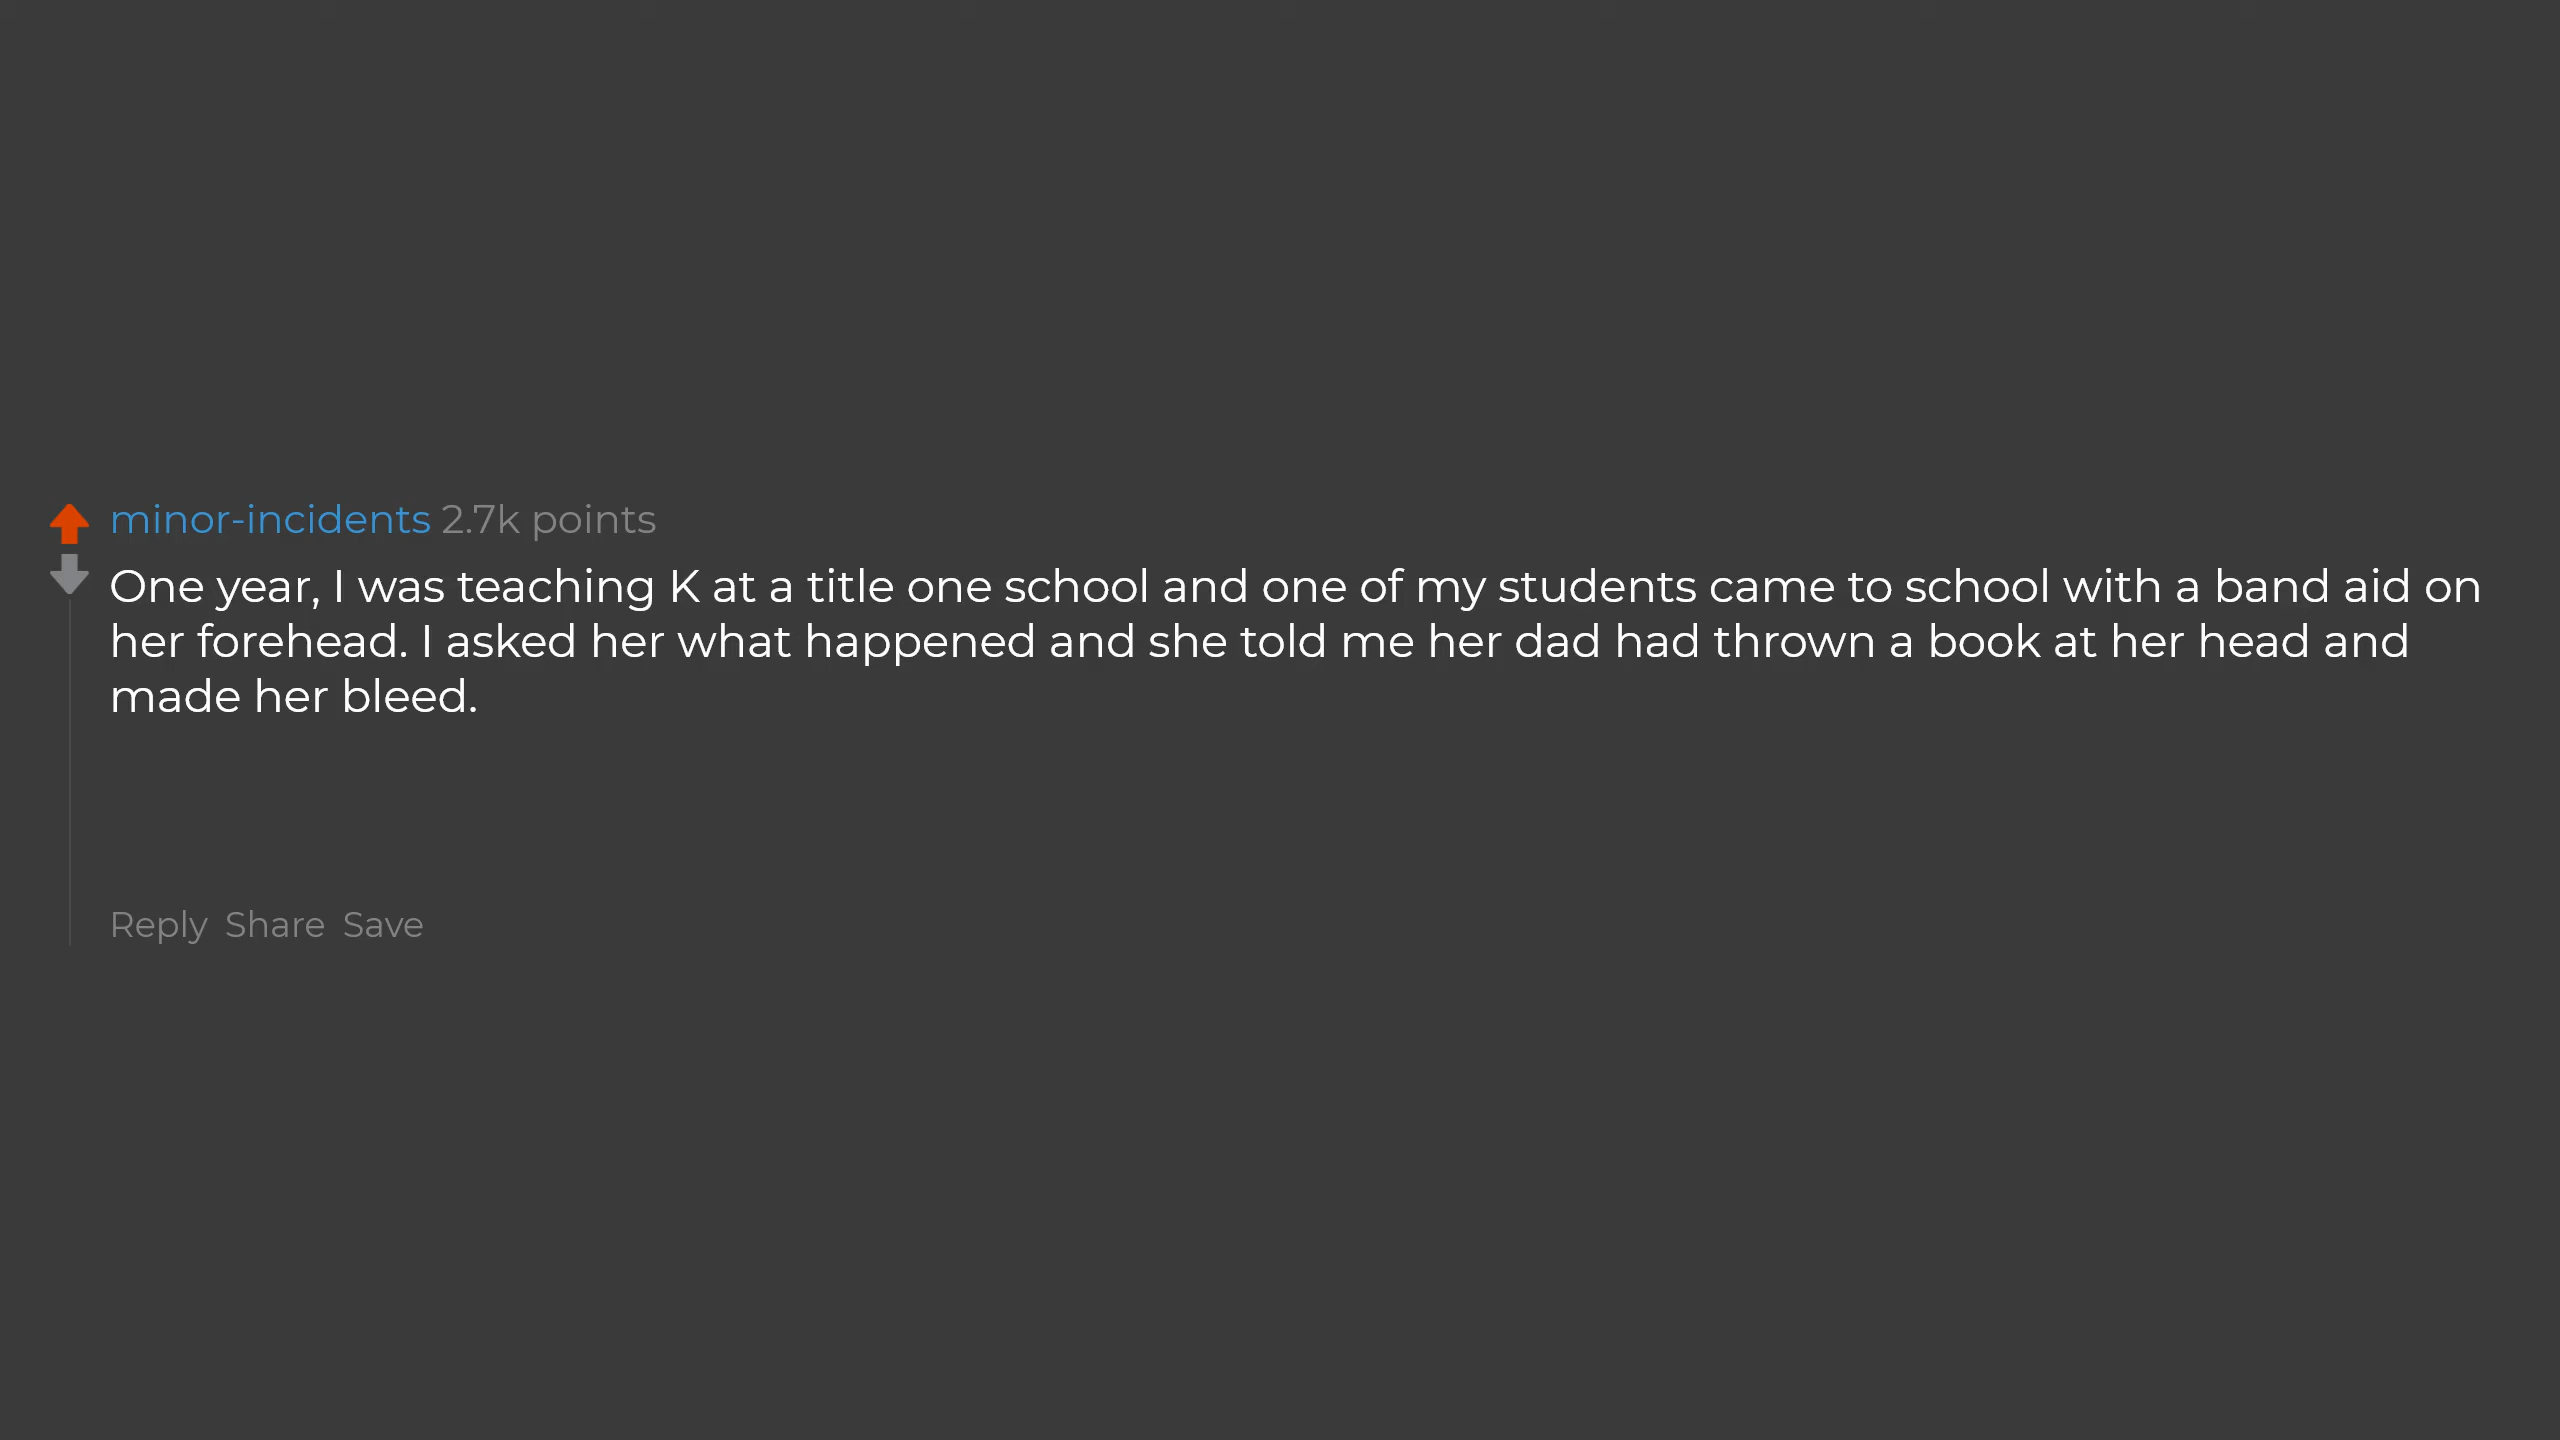 minor-incidents 2.7k points
One year, I was teaching K at a title one school and one of my students came to school with a band aid on
her forehead. I asked her what happened and she told me her dad had thrown a book at her head and
made her bleed.
Reply Share Save